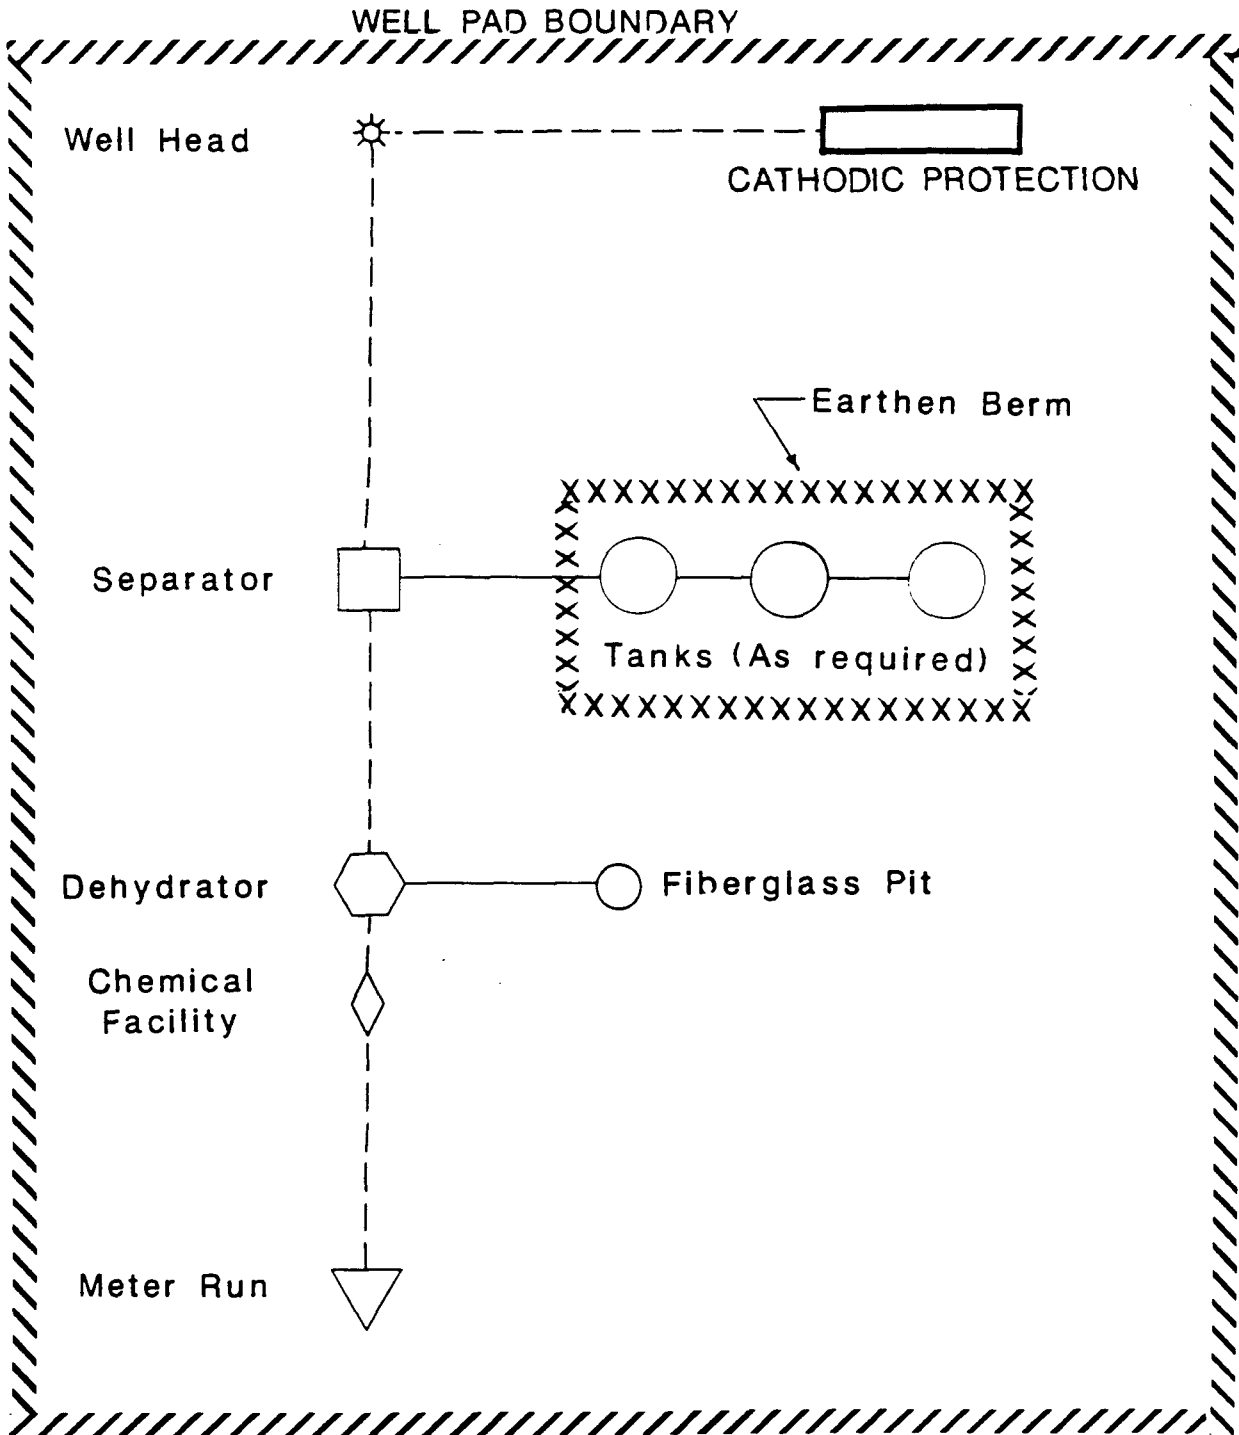 WELL PAD BOUNDARY
Well Head
CATHODIC PROTECTION
Earthen Berm
Separator
Tanks (As required)
Dehydrator
Fiberglass Pit
Chemical
Facility
Meter Run